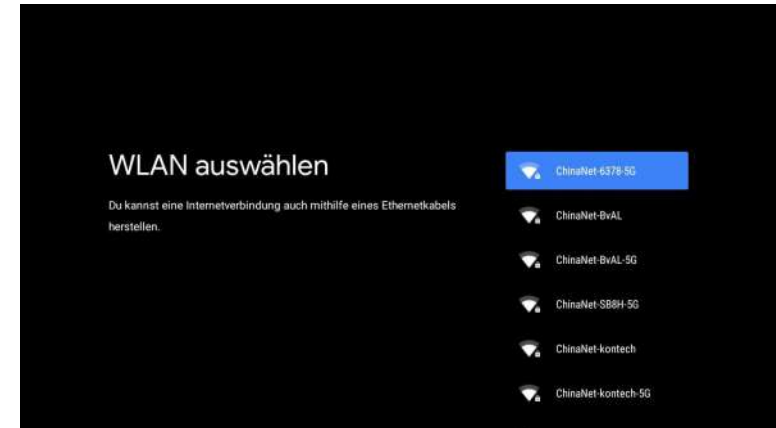 WLAN auswählen
Du kannst eine Internetverbindung auch mithilfe eines Ethernetkabels
herstellen.
ChinaNet-6378-5G
ChinaNet-BvAL
ChinaNet-BvAL-5G
ChinaNet-SB8H-5G
ChinaNet-kontech
ChinaNet-kontech-5G